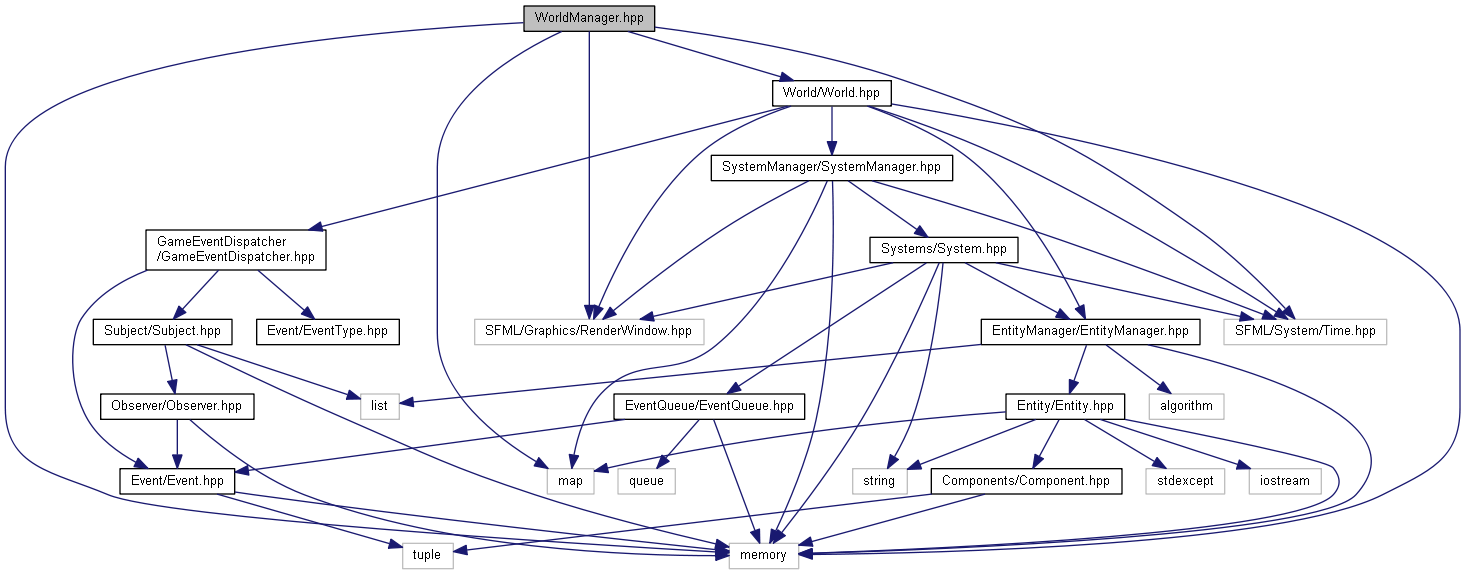 WorldManager.hpp
World/World.hpp
SystemManager/SystemManager.hpp
GameEventDispatcher
/GameEventDispatcher.hpp
Systems/System.hpp
Subject/Subject.hpp
Event/EventType.hpp
SFML/Graphics/RenderWindow.hpp
EntityManager/EntityManager.hpp
SFML/System/Time.hpp
Observer/Observer.hpp
list
EventQueue/EventQueue.hpp
Entity/Entity.hpp
algorithm
Event/Event.hpp
map
queue
string
Components/Component.hpp
stdexcept
iostream
tuple
memory